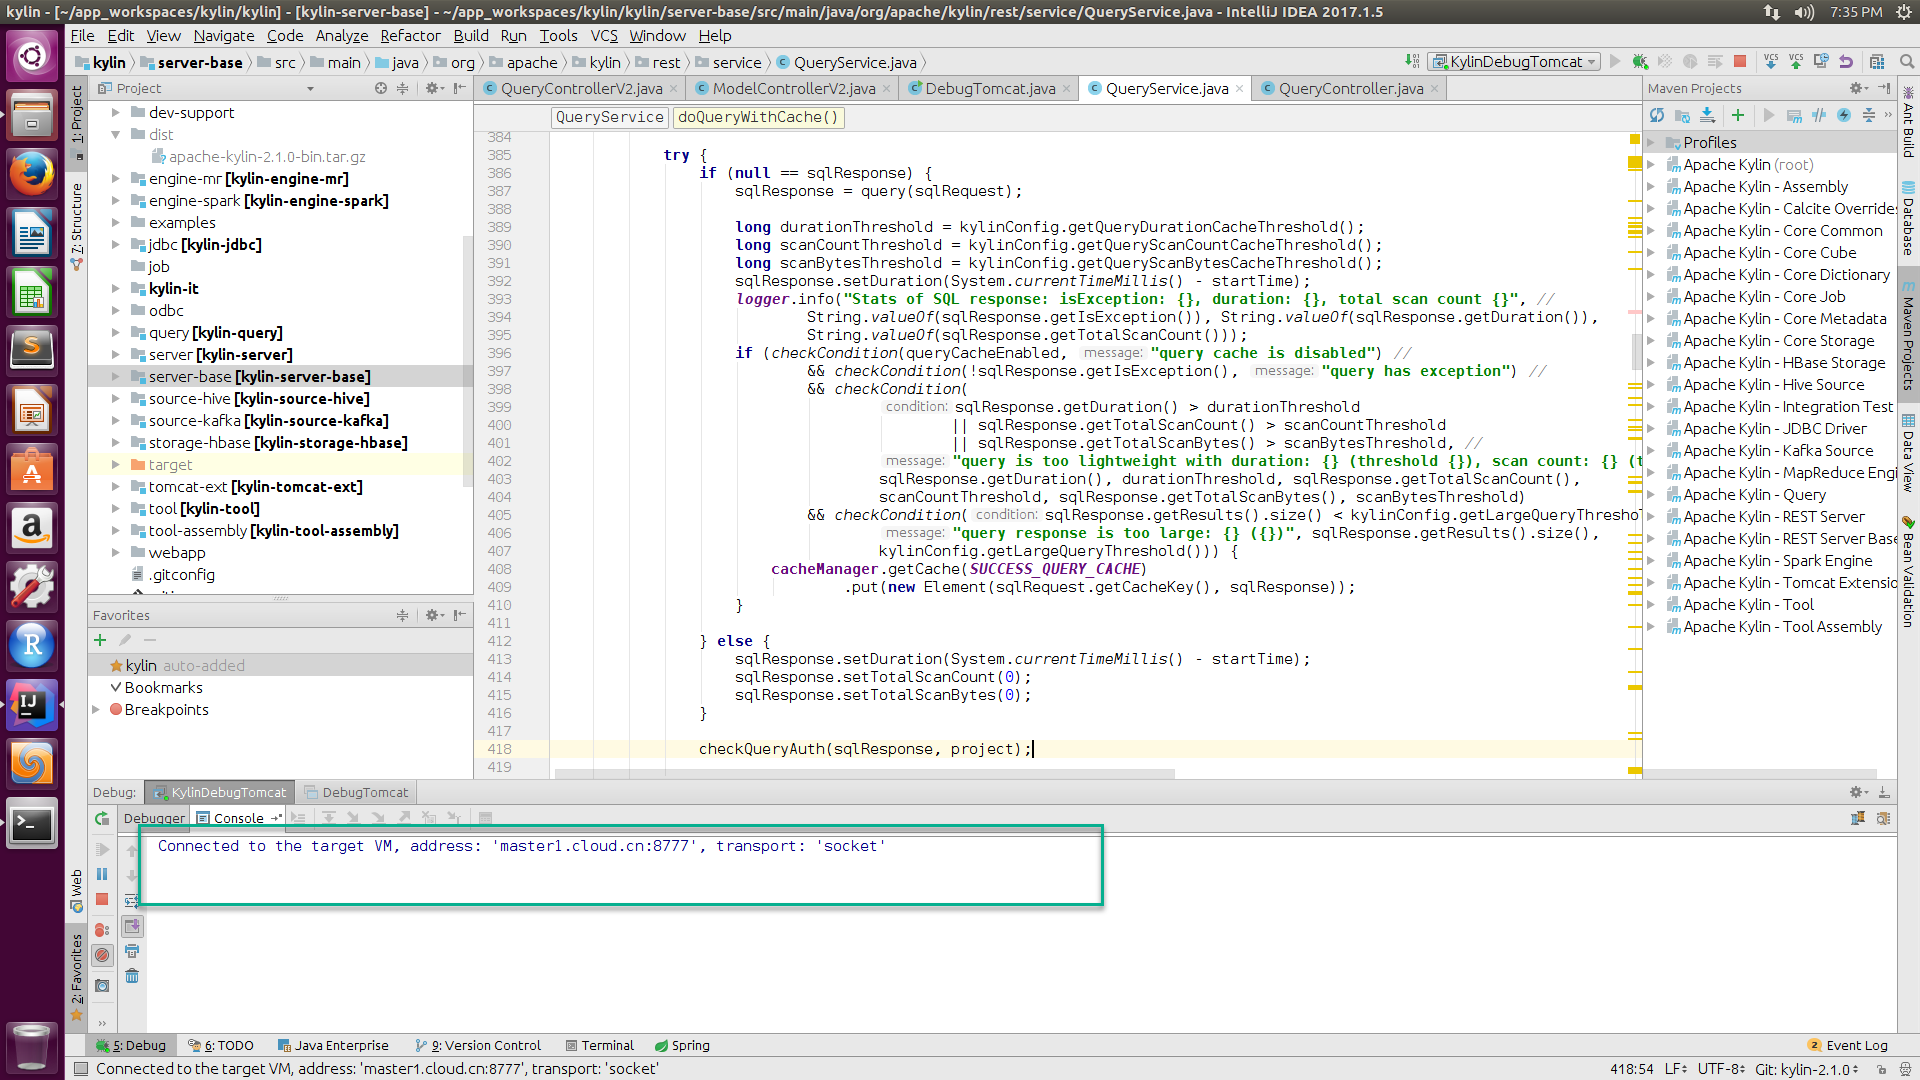 kylin - [~/app_workspaces/kylin/kylin] - [kylin-server-base] - ~/app_workspaces/kylin/kylin/server-base/src/main/java/org/apache/kylin/rest/service/QueryService.java - IntelliJ IDEA 2017.1.5
7:35 PM
File Edit View Navigate Code Analyze Refactor Build Run Tools VCS Window Help
kylin server-base src main java org apache kylin rest service QueryService.java
KylinDebugTomcat
Project
QueryControllerV2.java ModelControllerV2.java DebugTomcat.java QueryService.java QueryController.java
Maven Projects
QueryService doQueryWithCache()
1: Project
7: Structure
Web
2: Favorites
dev-support
dist
apache-kylin-2.1.0-bin.tar.gz
engine-mr [kylin-engine-mr]
engine-spark [kylin-engine-spark]
examples
jdbc [kylin-jdbc]
job
kylin-it
odbc
query [kylin-query]
server [kylin-server]
server-base [kylin-server-base]
source-hive [kylin-source-hive]
source-kafka [kylin-source-kafka]
storage-hbase [kylin-storage-hbase]
target
tomcat-ext [kylin-tomcat-ext]
tool [kylin-tool]
tool-assembly [kylin-tool-assembly]
webapp
.gitconfig
Favorites
kylin auto-added
Bookmarks
Breakpoints
384
385 try {
386 if (null == sqlResponse) {
387 sqlResponse = query(sqlRequest);
388
389 long durationThreshold = kylinConfig.getQueryDurationCacheThreshold();
390 long scanCountThreshold = kylinConfig.getQueryScanCountCacheThreshold();
391 long scanBytesThreshold = kylinConfig.getQueryScanBytesCacheThreshold();
392 sqlResponse.setDuration(System.currentTimeMillis() - startTime);
393 logger.info("Stats of SQL response: isException: {}, duration: {}, total scan count {}", //
394 String.valueOf(sqlResponse.getIsException()), String.valueOf(sqlResponse.getDuration()),
395 String.valueOf(sqlResponse.getTotalScanCount()));
396 if (checkCondition(queryCacheEnabled, message: "query cache is disabled") //
397 && checkCondition(!sqlResponse.getIsException(), message: "query has exception") //
398 && checkCondition(
399 condition: sqlResponse.getDuration() > durationThreshold
400 || sqlResponse.getTotalScanCount() > scanCountThreshold
401 || sqlResponse.getTotalScanBytes() > scanBytesThreshold, //
402 message: "query is too lightweight with duration: {} (threshold {}), scan count: {} (t
403 sqlResponse.getDuration(), durationThreshold, sqlResponse.getTotalScanCount(),
404 scanCountThreshold, sqlResponse.getTotalScanBytes(), scanBytesThreshold)
405 && checkCondition( condition: sqlResponse.getResults().size() < kylinConfig.getLargeQueryThresho
406 message: "query response is too large: {} ({})", sqlResponse.getResults().size(),
407 kylinConfig.getLargeQueryThreshold())) {
408 cacheManager.getCache(SUCCESS_QUERY_CACHE)
409 .put(new Element(sqlRequest.getCacheKey(), sqlResponse));
410 }
411
412 } else {
413 sqlResponse.setDuration(System.currentTimeMillis() - startTime);
414 sqlResponse.setTotalScanCount(0);
415 sqlResponse.setTotalScanBytes(0);
416 }
417
418 checkQueryAuth(sqlResponse, project);
419
Profiles
Apache Kylin (root)
Apache Kylin - Assembly
Apache Kylin - Calcite Overrides
Apache Kylin - Core Common
Apache Kylin - Core Cube
Apache Kylin - Core Dictionary
Apache Kylin - Core Job
Apache Kylin - Core Metadata
Apache Kylin - Core Storage
Apache Kylin - HBase Storage
Apache Kylin - Hive Source
Apache Kylin - Integration Test
Apache Kylin - JDBC Driver
Apache Kylin - Kafka Source
Apache Kylin - MapReduce Engi
Apache Kylin - Query
Apache Kylin - REST Server
Apache Kylin - REST Server Base
Apache Kylin - Spark Engine
Apache Kylin - Tomcat Extensio
Apache Kylin - Tool
Apache Kylin - Tool Assembly
Ant Build
Database
Maven Projects
Data View
Bean Validation
Debug: KylinDebugTomcat DebugTomcat
Debugger Console
Connected to the target VM, address: 'master1.cloud.cn:8777', transport: 'socket'
5: Debug 6: TODO Java Enterprise 9: Version Control Terminal Spring 2 Event Log
Connected to the target VM, address: 'master1.cloud.cn:8777', transport: 'socket' 418:54 LF UTF-8 Git: kylin-2.1.0